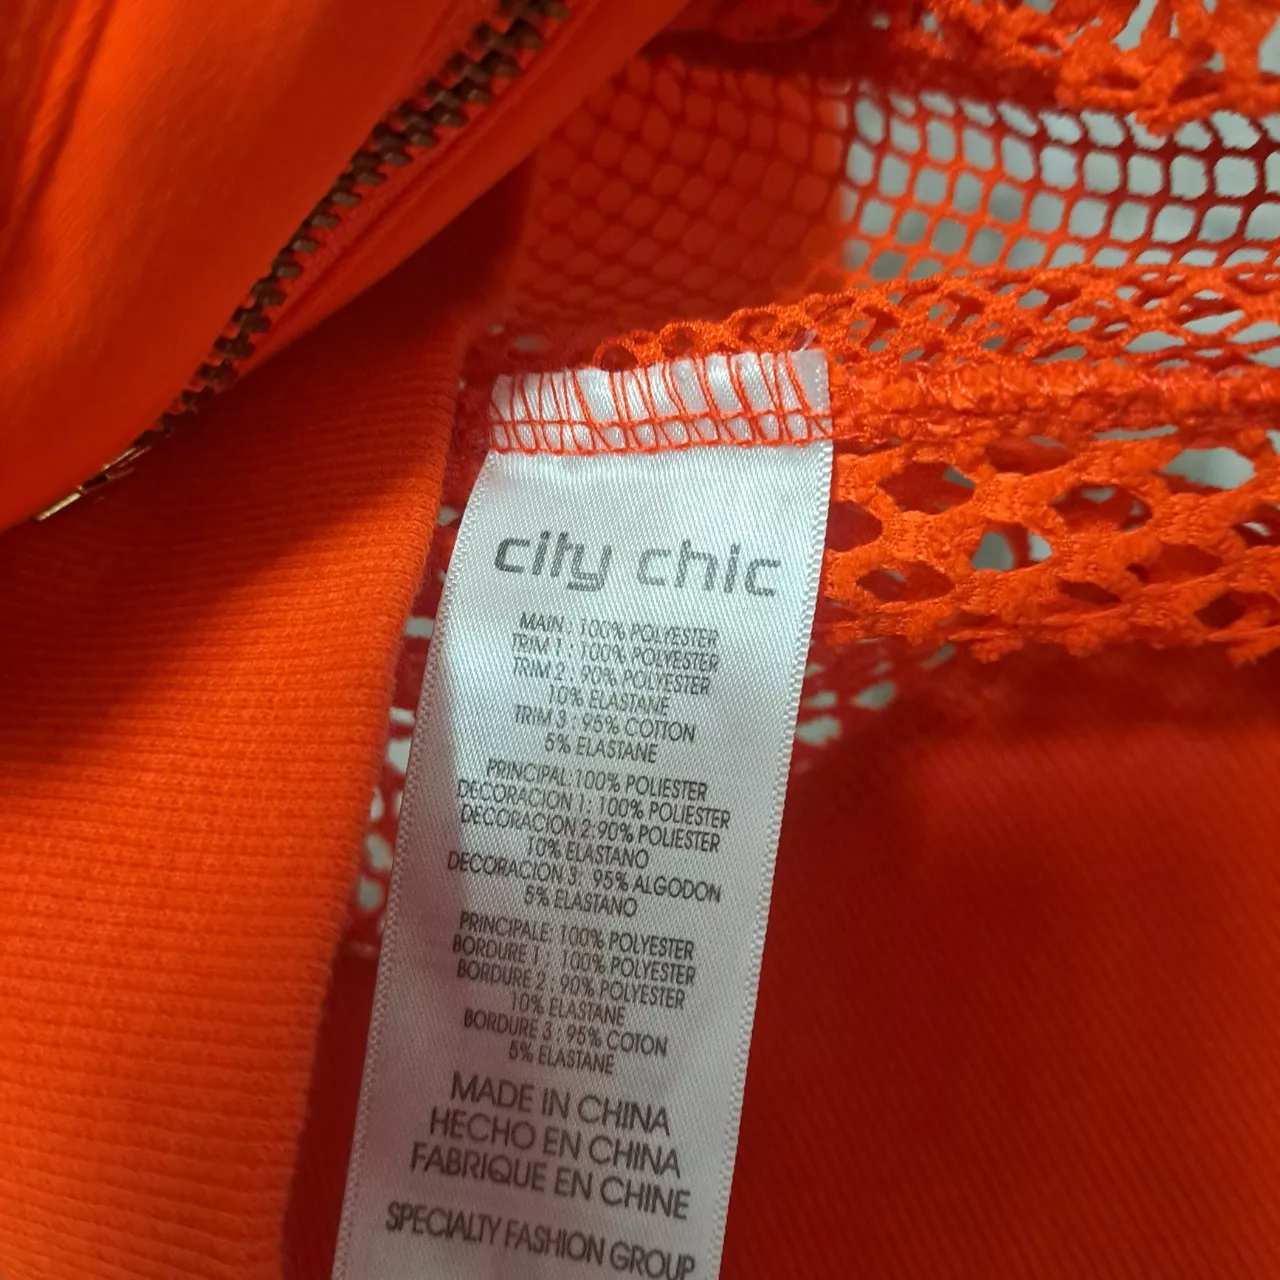 city chic
MAIN : 100% POLYESTER
TRIM 1 : 100% POLYESTER
TRIM 2 : 90% POLYESTER
10% ELASTANE
TRIM 3 : 95% COTTON
5% ELASTANE
PRINCIPAL: 100% POLIESTER
DECORACION 1: 100% POLIESTER
DECORACION 2: 90% POLIESTER
10% ELASTANO
DECORACION 3: 95% ALGODON
5% ELASTANO
PRINCIPALE: 100% POLYESTER
BORDURE 1 : 100% POLYESTER
BORDURE 2 : 90% POLYESTER
10% ELASTANE
BORDURE 3 : 95% COTON
5% ELASTANE
MADE IN CHINA
HECHO EN CHINA
FABRIQUE EN CHINE
SPECIALTY FASHION GROUP